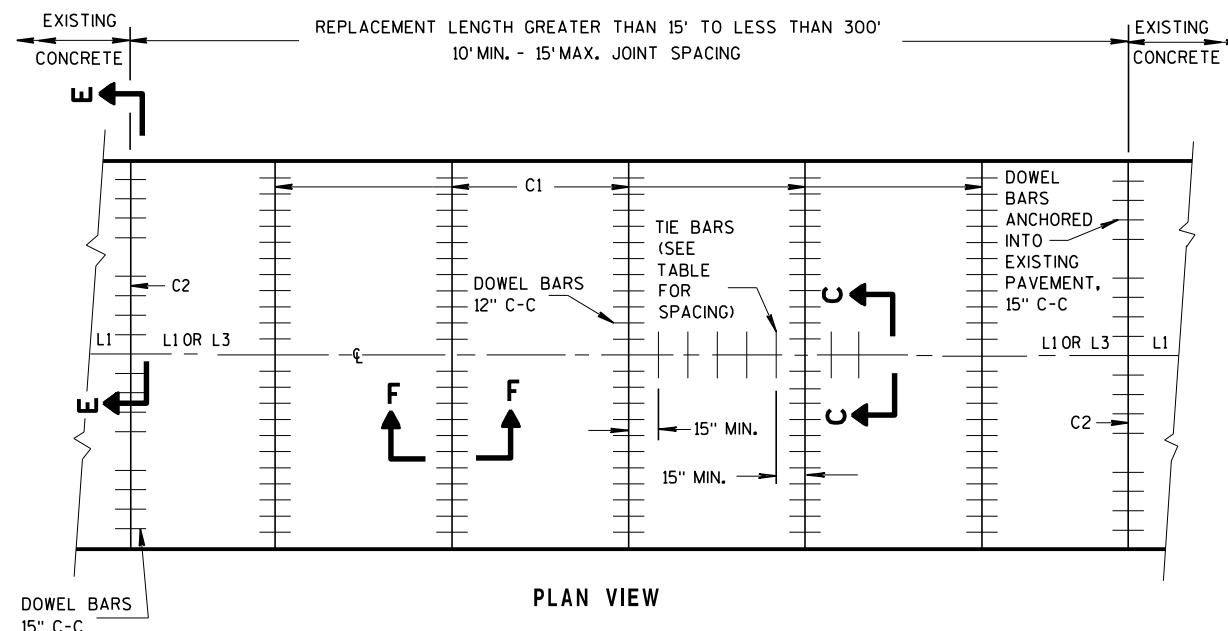 EXISTING
CONCRETE
REPLACEMENT LENGTH GREATER THAN 15' TO LESS THAN 300'
10' MIN. - 15' MAX. JOINT SPACING
EXISTING
CONCRETE
E
C1
DOWEL
BARS
ANCHORED
INTO
EXISTING
PAVEMENT,
15" C-C
TIE BARS
(SEE
TABLE
FOR
SPACING)
DOWEL BARS
12" C-C
C2
C
L1
L1 OR L3
℄
L1 OR L3
L1
E
F
F
C
C2
15" MIN.
15" MIN.
PLAN VIEW
DOWEL BARS
15" C-C